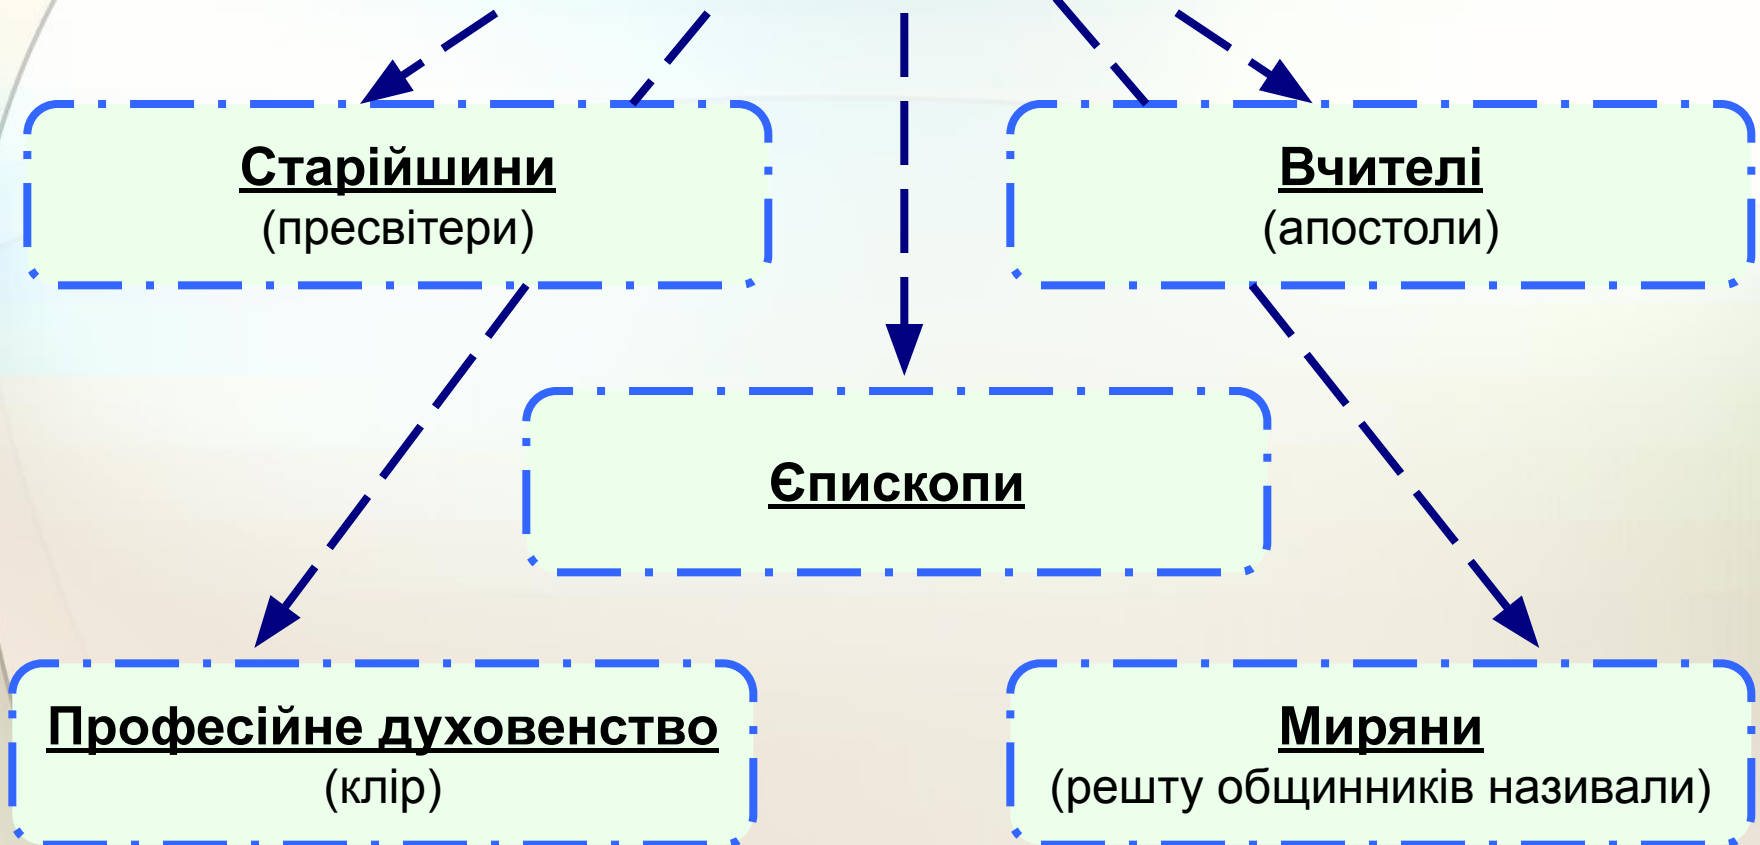 Старійшини
(пресвітери)
Вчителі
(апостоли)
Єпископи
Професійне духовенство
(клір)
Миряни
(решту общинників називали)